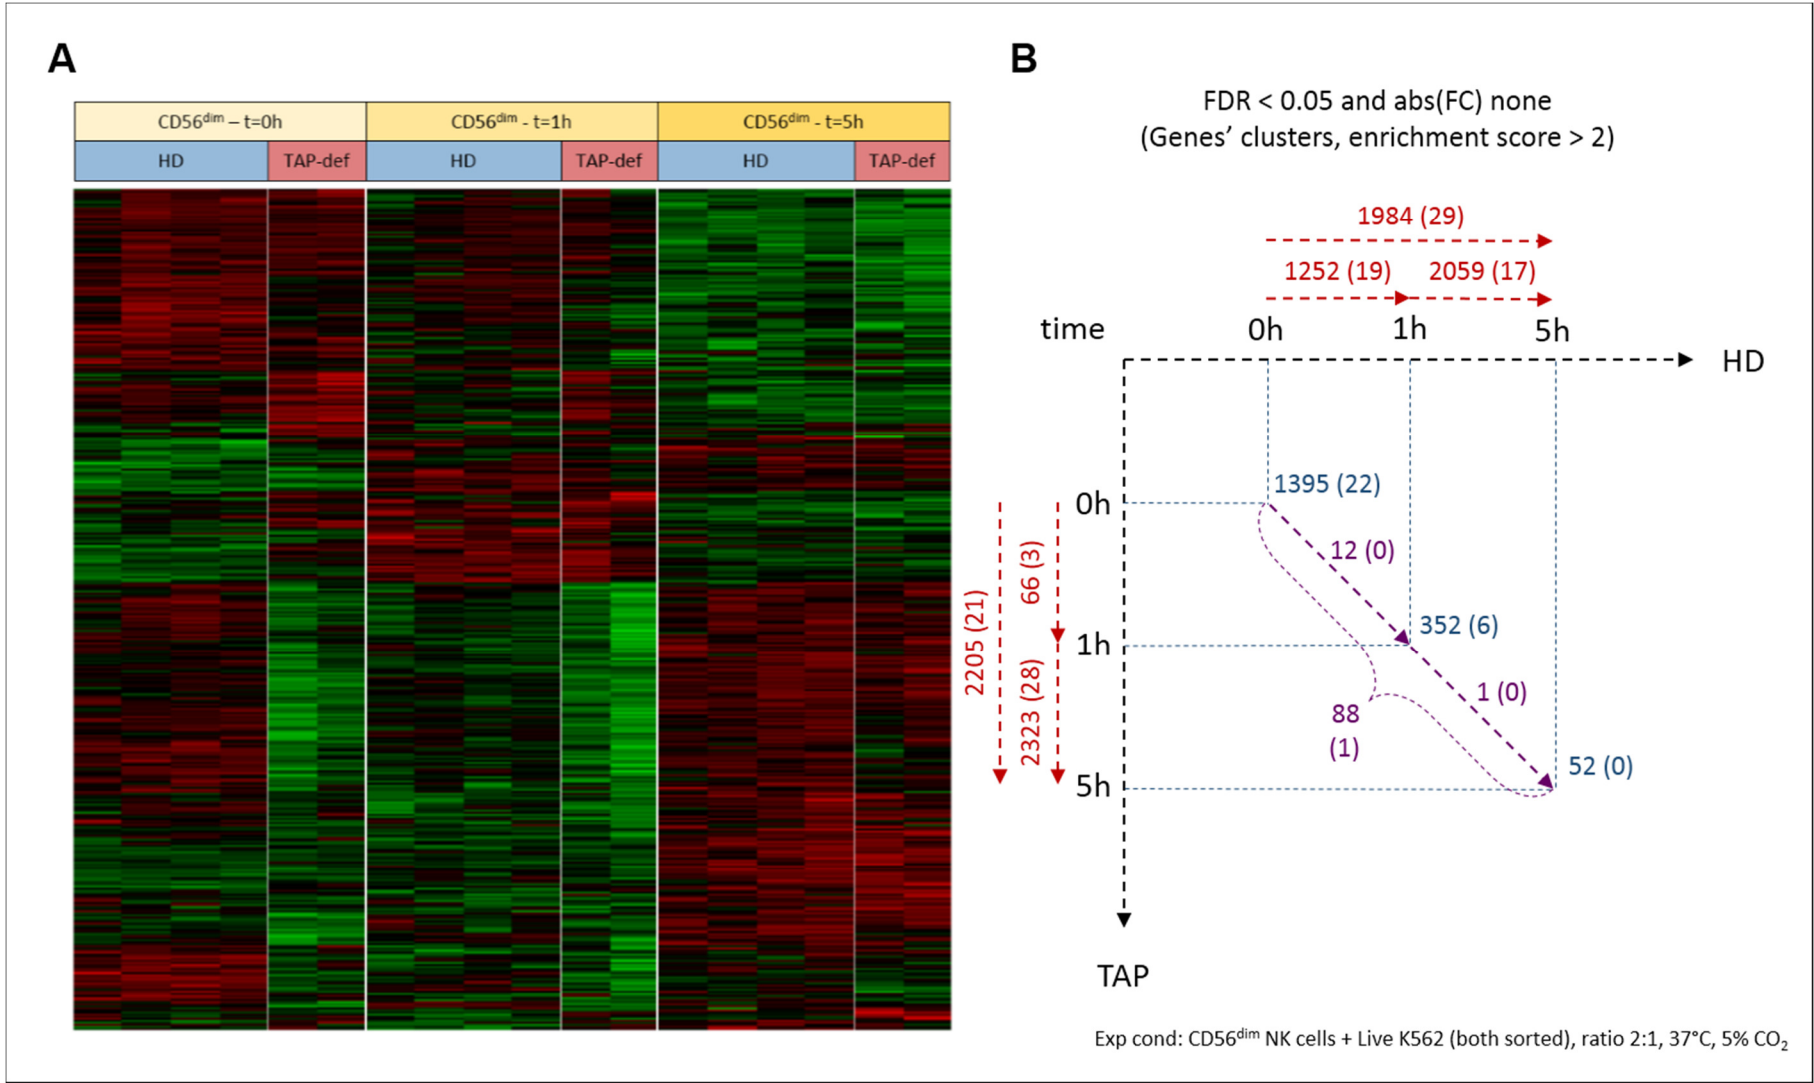 A
CD56dim – t=0h
CD56dim - t=1h
CD56dim - t=5h
HD
TAP-def
HD
TAP-def
HD
TAP-def
B
FDR < 0.05 and abs(FC) none
(Genes’ clusters, enrichment score > 2)
1984 (29)
1252 (19)
2059 (17)
time
0h
1h
5h
HD
0h
1h
5h
2205 (21)
66 (3)
2323 (28)
1395 (22)
12 (0)
352 (6)
1 (0)
88
(1)
52 (0)
TAP
Exp cond: CD56dim NK cells + Live K562 (both sorted), ratio 2:1, 37°C, 5% CO2